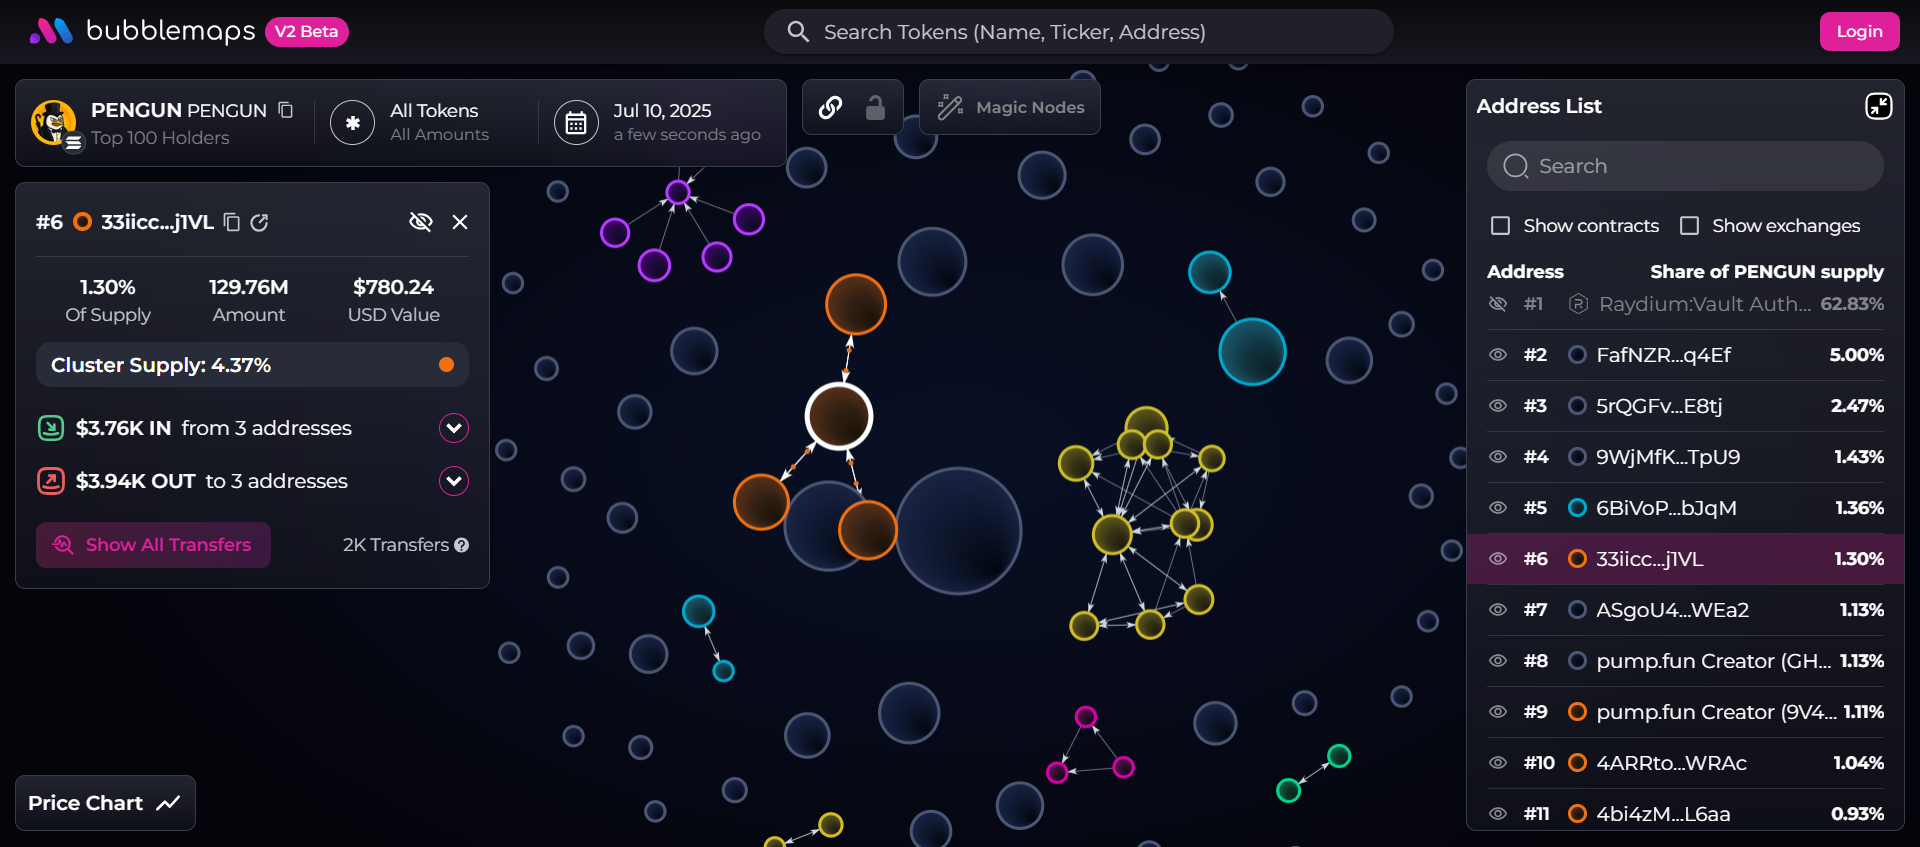 bubblemaps V2 Beta
Search Tokens (Name, Ticker, Address)
Login
PENGUN PENGUN
Top 100 Holders
All Tokens
All Amounts
Jul 10, 2025
a few seconds ago
Magic Nodes
#6 33iicc...j1VL
1.30% 129.76M $780.24
Of Supply Amount USD Value
Cluster Supply: 4.37%
$3.76K IN from 3 addresses
$3.94K OUT to 3 addresses
Show All Transfers 2K Transfers ?
Price Chart
Address List
Search
Show contracts Show exchanges
Address Share of PENGUN supply
#1 Raydium:Vault Auth... 62.83%
#2 FafNZR...q4Ef 5.00%
#3 5rQGFv...E8tj 2.47%
#4 9WjMfK...TpU9 1.43%
#5 6BiVoP...bJqM 1.36%
#6 33iicc...j1VL 1.30%
#7 ASgoU4...WEa2 1.13%
#8 pump.fun Creator (GH... 1.13%
#9 pump.fun Creator (9V4... 1.11%
#10 4ARRto...WRAc 1.04%
#11 4bi4zM...L6aa 0.93%